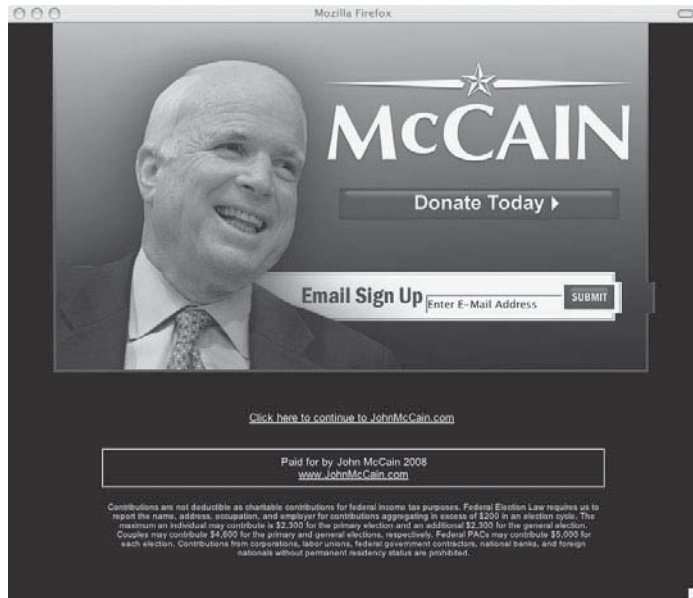 Mozilla Firefox
McCAIN
Donate Today
Email Sign Up
Enter E-Mail Address
SUBMIT
Click here to continue to JohnMcCain.com
Paid for by John McCain 2008
www.JohnMcCain.com
Contributions are not deductible as charitable contributions for federal income tax purposes. Federal Election Law requires us to
report the name, address, occupation, and employer for contributions aggregating in excess of $200 in an election cycle. The
maximum an individual may contribute is $2,300 for the primary election and an additional $2,300 for the general election.
Couples may contribute $4,600 for the primary and general elections, respectively. Federal PACs may contribute $5,000 for
each election. Contributions from corporations, labor unions, federal government contractors, national banks, and foreign
nationals without permanent residency status are prohibited.